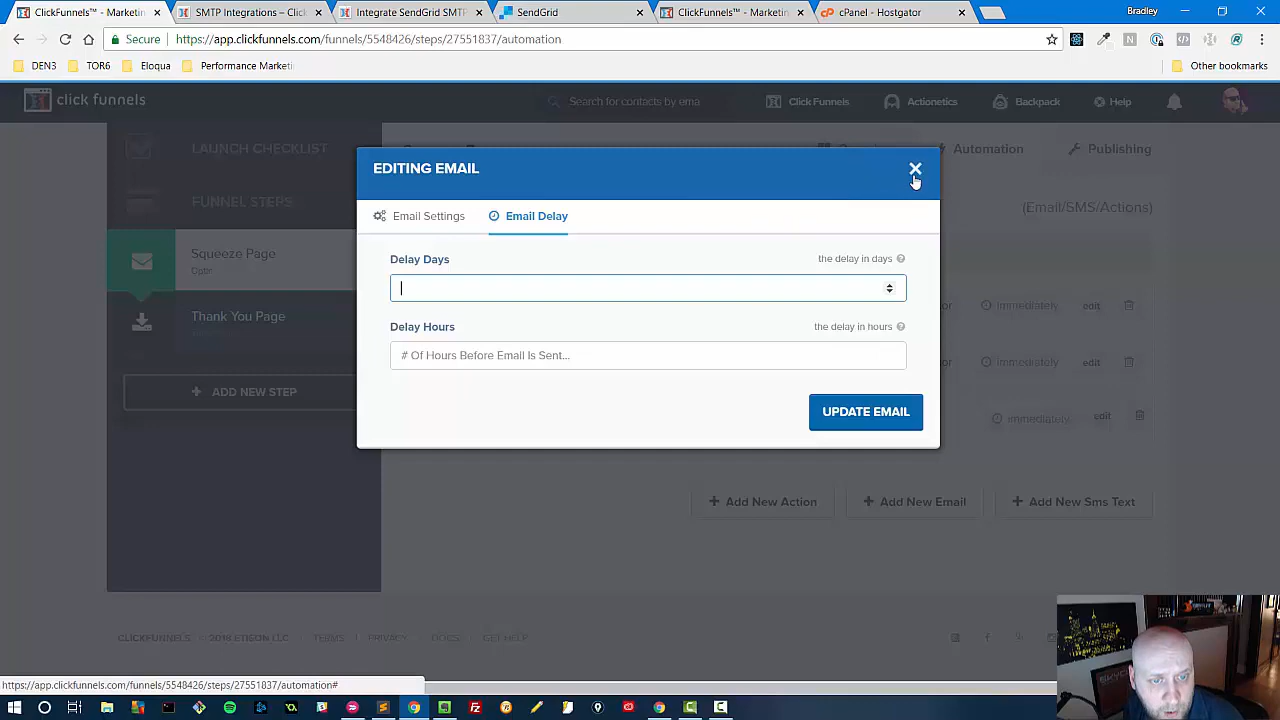 ClickFunnels™ - Marketin
SMTP Integrations – Click
Integrate SendGrid SMTP
SendGrid
ClickFunnels™ - Marketin
cPanel - Hostgator
Bradley
Secure
https://app.clickfunnels.com/funnels/5548426/steps/27551837/automation
DEN3
TOR6
Eloqua
Performance Marketi
Other bookmarks
click funnels
Search for contacts by ema
Click Funnels
Actionetics
Backpack
Help
LAUNCH CHECKLIST
EDITING EMAIL
Automation
Publishing
FUNNEL STEPS
Email Settings
Email Delay
(Email/SMS/Actions)
Squeeze Page
Delay Days
the delay in days
Thank You Page
immediately
edit
Delay Hours
the delay in hours
# Of Hours Before Email Is Sent...
immediately
edit
ADD NEW STEP
UPDATE EMAIL
immediately
edit
Add New Action
Add New Email
Add New Sms Text
CLICKFUNNELS
© 2018 ETISON LLC
TERMS
PRIVACY
DOCS
GET HELP
https://app.clickfunnels.com/funnels/5548426/steps/27551837/automation#